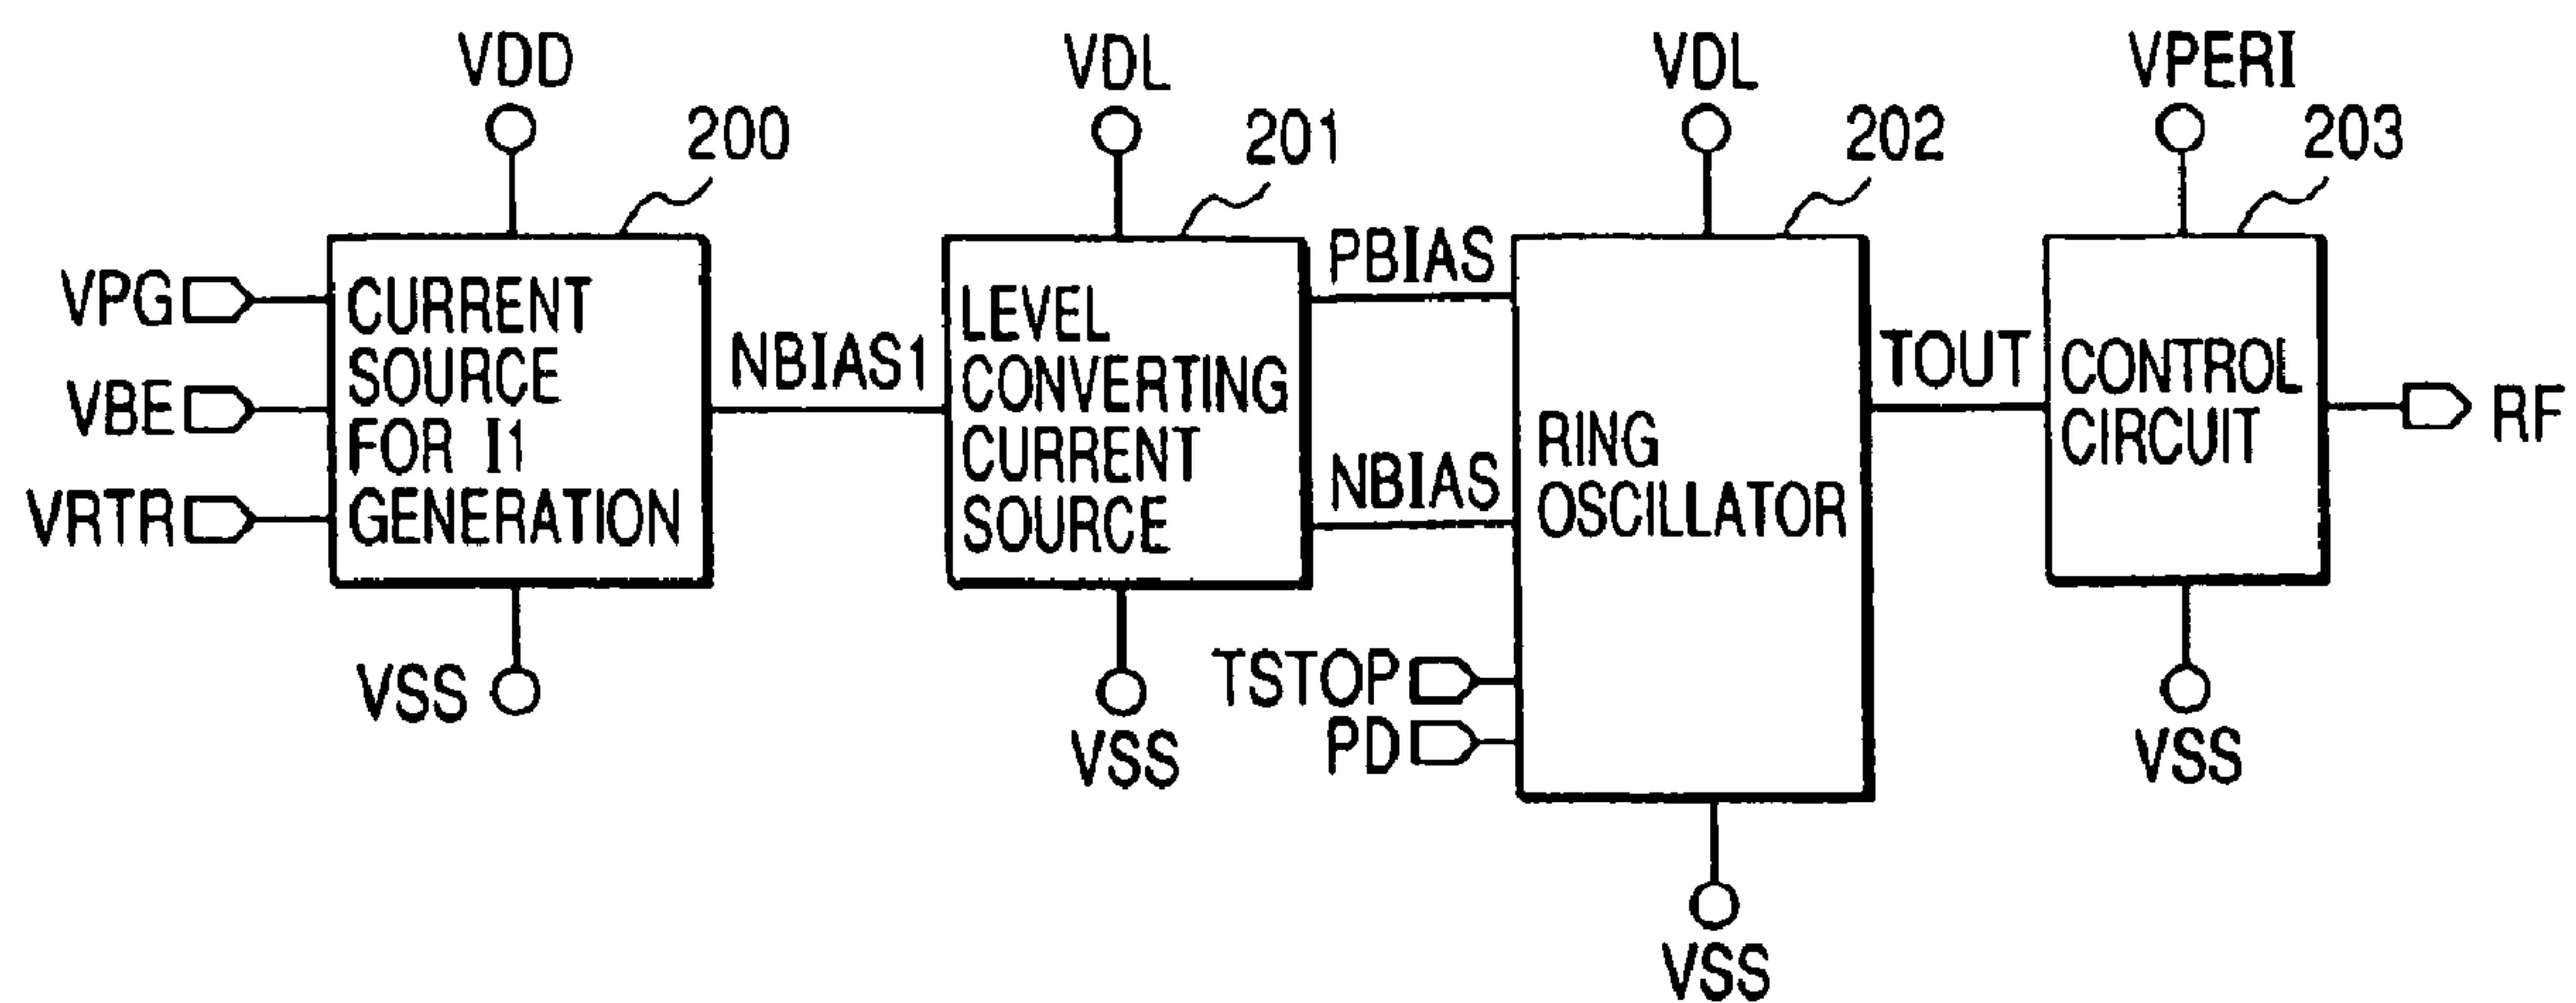 VDD
200
VPG
VBE
VRTR
CURRENT
SOURCE
FOR I1
GENERATION
VSS
NBIAS1
VDL
201
LEVEL
CONVERTING
CURRENT
SOURCE
VSS
PBIAS
NBIAS
TSTOP
PD
VDL
202
RING
OSCILLATOR
VSS
TOUT
VPERI
203
CONTROL
CIRCUIT
VSS
RF